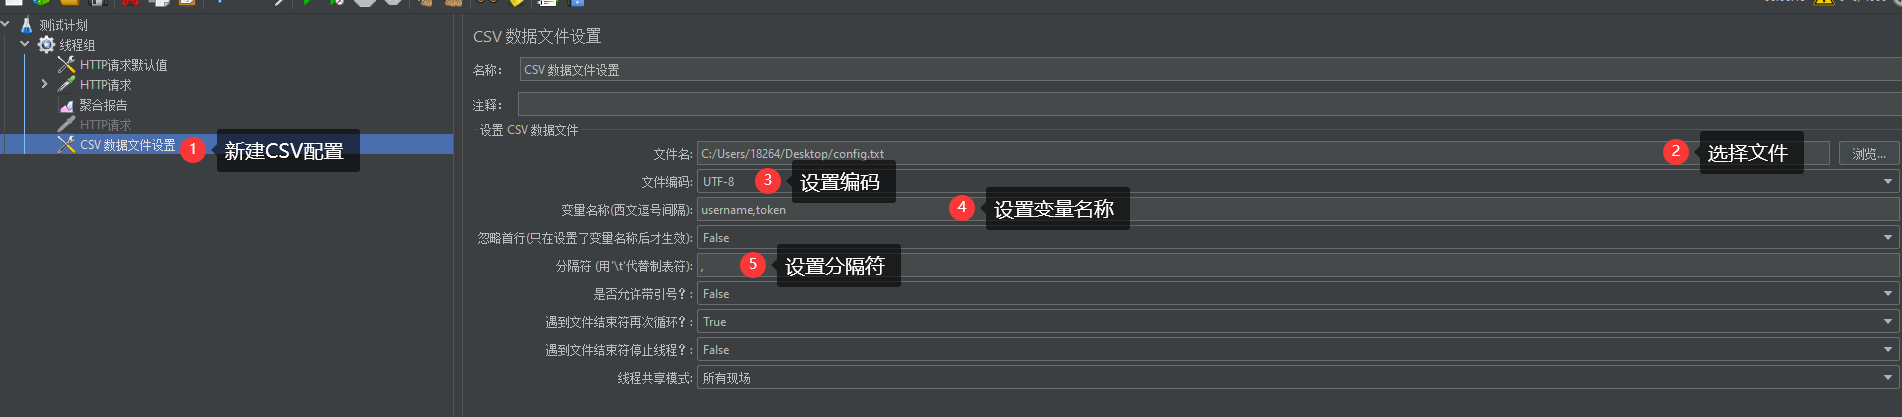 测试计划
线程组
HTTP请求默认值
HTTP请求
聚合报告
HTTP请求
CSV 数据文件设置
1 新建CSV配置
CSV 数据文件设置
名称: CSV 数据文件设置
注释:
设置 CSV 数据文件
文件名: C:/Users/18264/Desktop/config.txt 2 选择文件 浏览...
文件编码: UTF-8 3 设置编码
变量名称(西文逗号间隔): username,token 4 设置变量名称
忽略首行(只在设置了变量名称后才生效): False
分隔符 (用'\t'代替制表符): , 5 设置分隔符
是否允许带引号?: False
遇到文件结束符再次循环?: True
遇到文件结束符停止线程?: False
线程共享模式: 所有现场